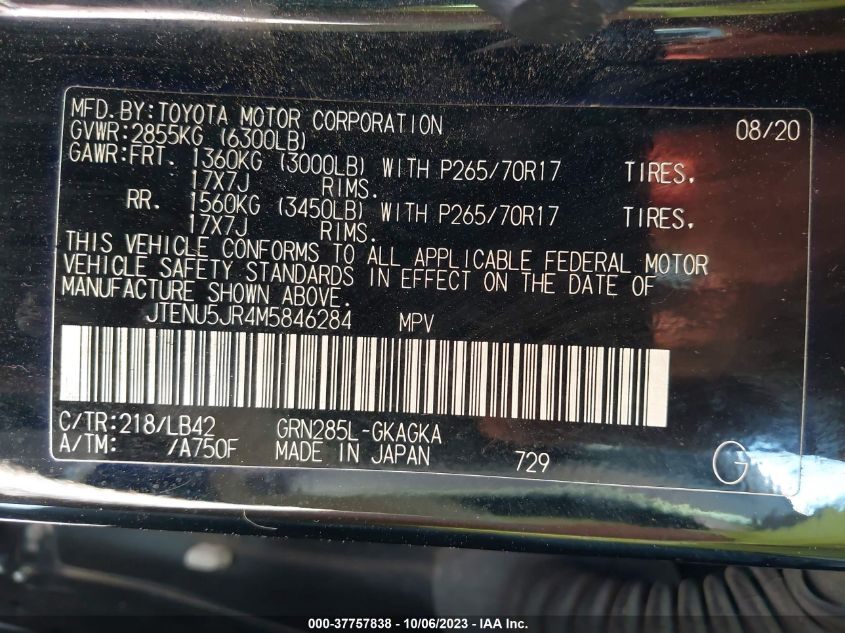 MFD.BY:TOYOTA MOTOR CORPORATION 08/20
GVWR:2855KG (6300LB)
GAWR:FRT. 1360KG (3000LB) WITH P265/70R17 TIRES,
17X7J RIMS.
RR. 1560KG (3450LB) WITH P265/70R17 TIRES,
17X7J RIMS.
THIS VEHICLE CONFORMS TO ALL APPLICABLE FEDERAL MOTOR
VEHICLE SAFETY STANDARDS IN EFFECT ON THE DATE OF
MANUFACTURE SHOWN ABOVE.
JTENU5JR4M5846284 MPV
C/TR:218/LB42 GRN285L-GKAGKA
A/TM: /A750F MADE IN JAPAN 729 G
000-37757838 - 10/06/2023 - IAA Inc.